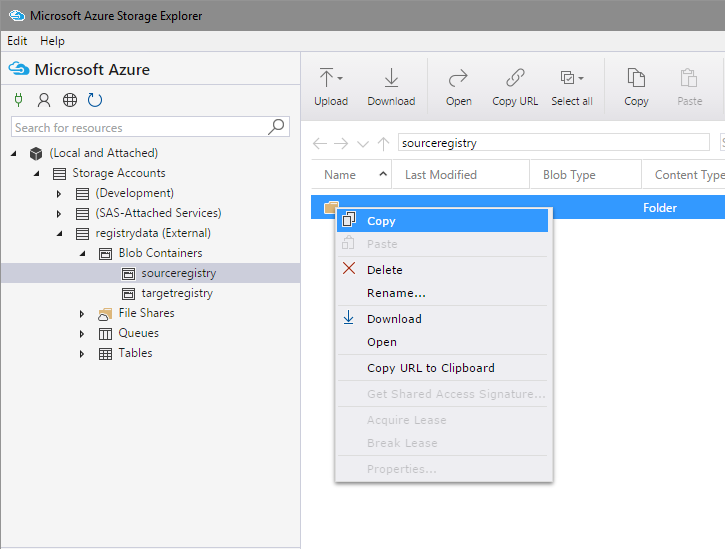 Microsoft Azure Storage Explorer
Edit Help
Microsoft Azure
Search for resources
(Local and Attached)
Storage Accounts
(Development)
(SAS-Attached Services)
registrydata (External)
Blob Containers
sourceregistry
targetregistry
File Shares
Queues
Tables
Upload Download Open Copy URL Select all Copy Paste
sourceregistry S
Name Last Modified Blob Type Content Type
Folder
Copy
Paste
Delete
Rename...
Download
Open
Copy URL to Clipboard
Get Shared Access Signature...
Acquire Lease
Break Lease
Properties...